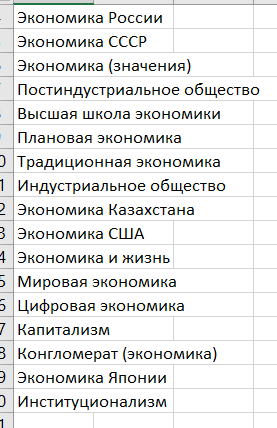 Экономика России
Экономика СССР
Экономика (значения)
Постиндустриальное общество
Высшая школа экономики
Плановая экономика
Традиционная экономика
Индустриальное общество
Экономика Казахстана
Экономика США
Экономика и жизнь
Мировая экономика
Цифровая экономика
Капитализм
Конгломерат (экономика)
Экономика Японии
Институционализм